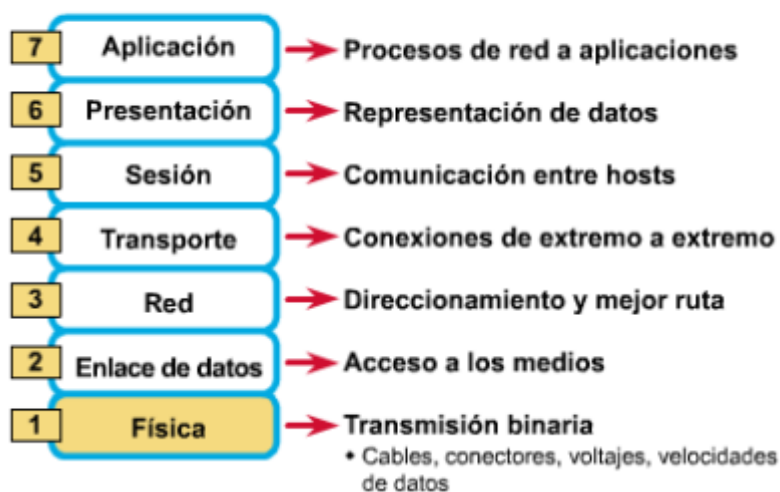 7 Aplicación Procesos de red a aplicaciones
6 Presentación Representación de datos
5 Sesión Comunicación entre hosts
4 Transporte Conexiones de extremo a extremo
3 Red Direccionamiento y mejor ruta
2 Enlace de datos Acceso a los medios
1 Física Transmisión binaria
• Cables, conectores, voltajes, velocidades
de datos